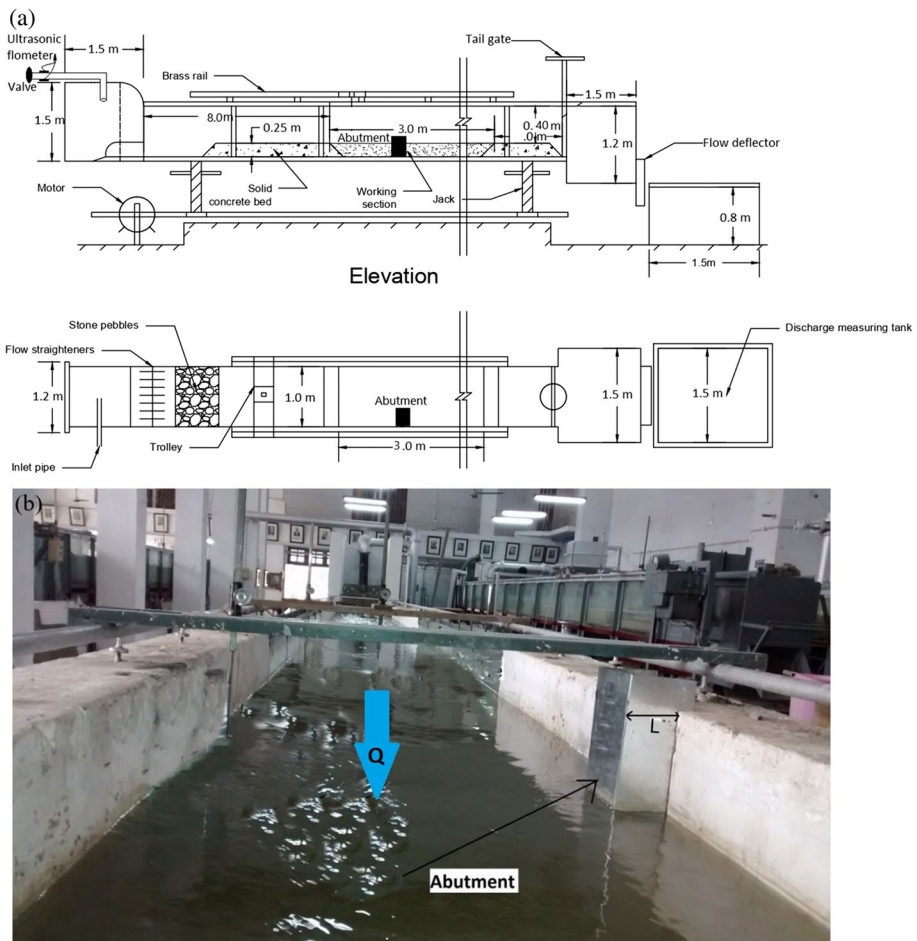 (a)
Ultrasonic
flometer
Valve
1.5 m
1.5 m
Brass rail
8.0m
0.25 m
Abutment
3.0 m
0.40m
.0m
Tail gate
1.5 m
1.2 m
Flow deflector
Motor
Solid
concrete bed
Working
section
Jack
0.8 m
1.5m
Elevation
Stone pebbles
Flow straighteners
1.2 m
Inlet pipe
Trolley
1.0 m
Abutment
3.0 m
1.5 m
1.5 m
Discharge measuring tank
(b)
Q
L
Abutment